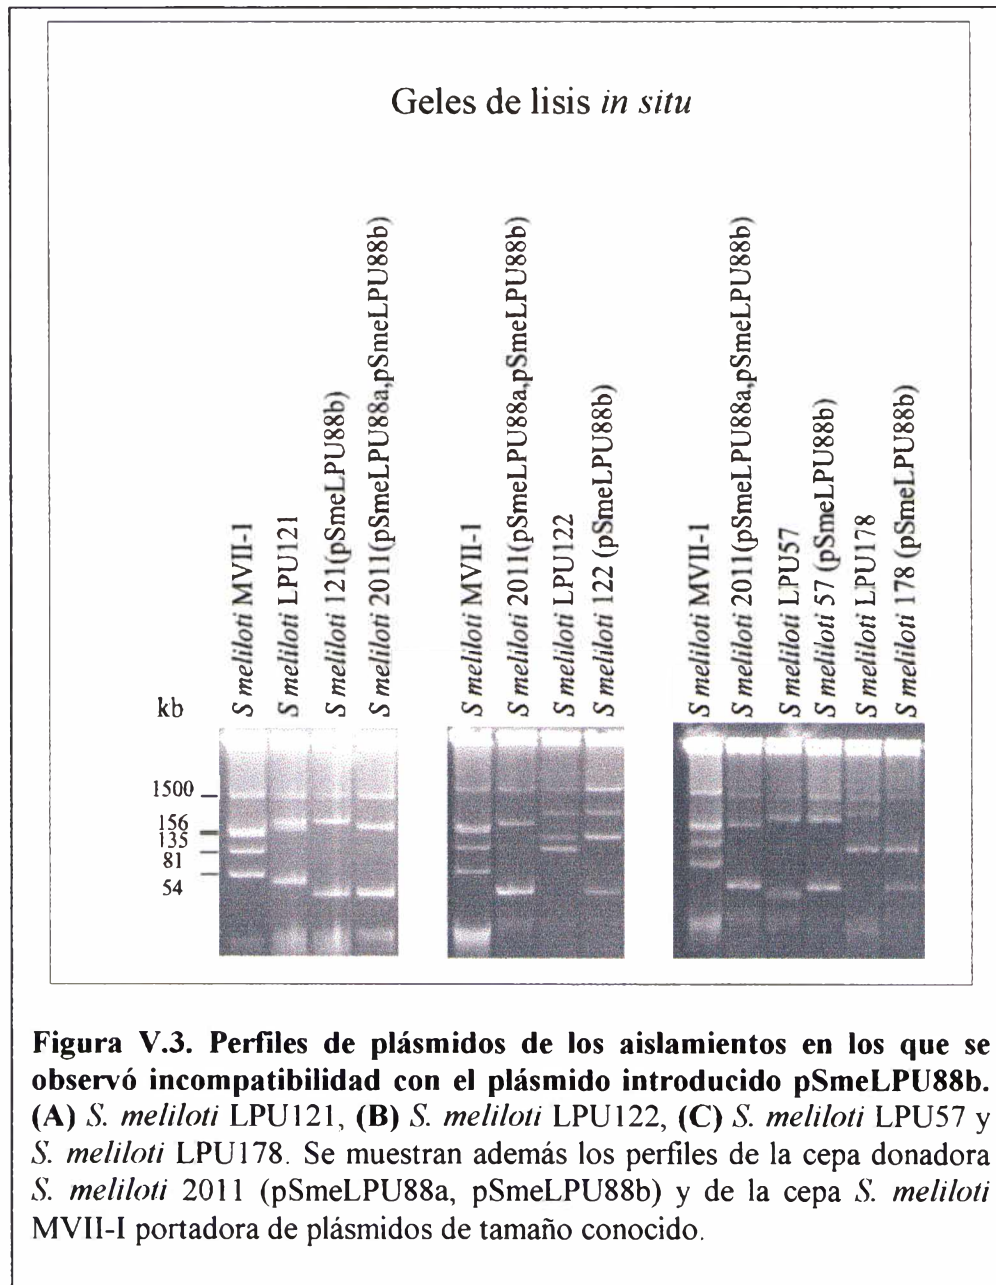 Geles de lisis in situ
S meliloti MVII-1
S meliloti LPU121
S meliloti 121(pSmeLPU88b)
S meliloti 2011(pSmeLPU88a,pSmeLPU88b)
S meliloti MVII-1
S meliloti 2011(pSmeLPU88a,pSmeLPU88b)
S meliloti LPU122
S meliloti 122 (pSmeLPU88b)
S meliloti MVII-1
S meliloti 2011(pSmeLPU88a,pSmeLPU88b)
S meliloti LPU57
S meliloti 57 (pSmeLPU88b)
S meliloti LPU178
S meliloti 178 (pSmeLPU88b)
kb
1500
156
135
81
54
Figura V.3. Perfiles de plásmidos de los aislamientos en los que se
observó incompatibilidad con el plásmido introducido pSmeLPU88b.
(A) S. meliloti LPU121, (B) S. meliloti LPU122, (C) S. meliloti LPU57 y
S. meliloti LPU178. Se muestran además los perfiles de la cepa donadora
S. meliloti 2011 (pSmeLPU88a, pSmeLPU88b) y de la cepa S. meliloti
MVII-I portadora de plásmidos de tamaño conocido.